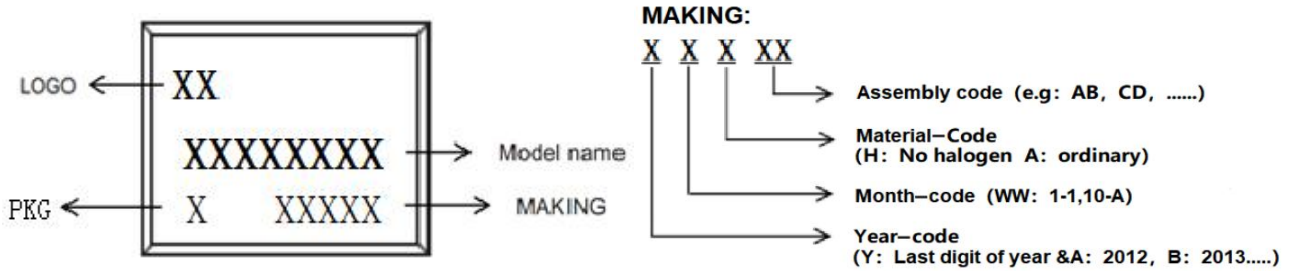 LOGO
XX
XXXXXXXX
Model name
PKG
X XXXXX
MAKING
MAKING:
X X X XX
Assembly code (e.g: AB, CD, ......)
Material-Code
(H: No halogen A: ordinary)
Month-code (WW: 1-1,10-A)
Year-code
(Y: Last digit of year &A: 2012, B: 2013.....)